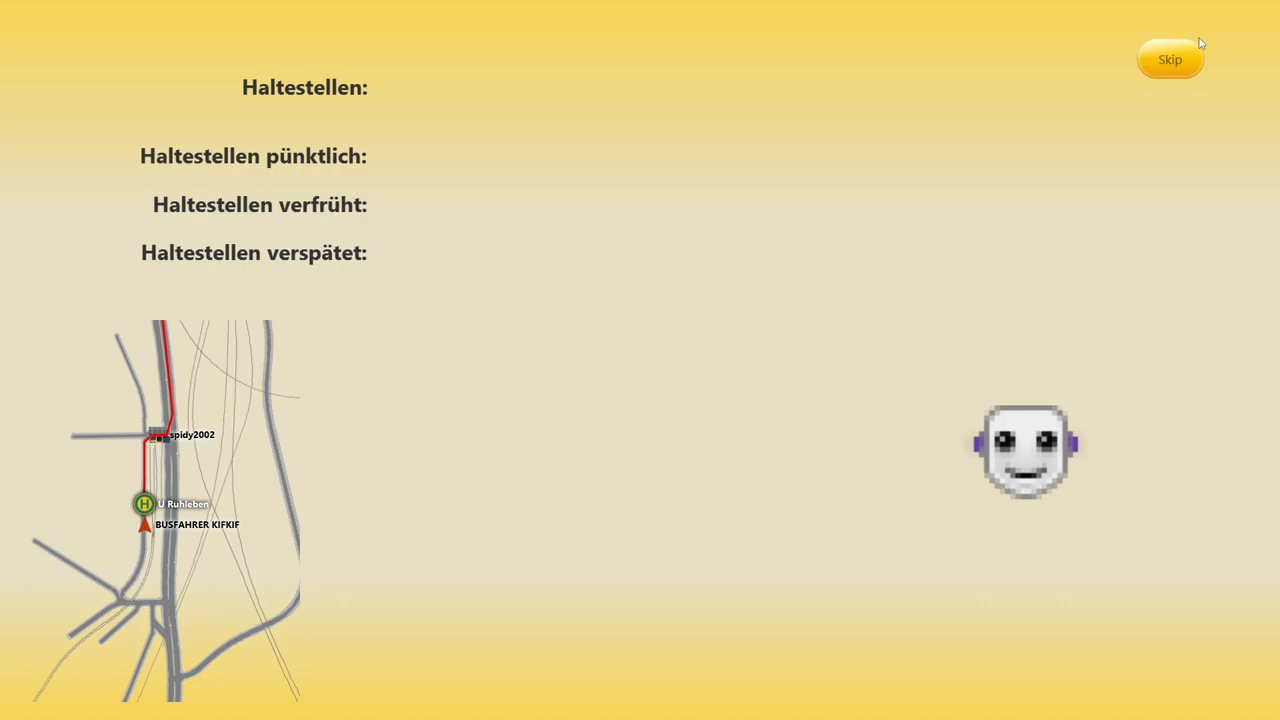 Skip
Haltestellen:
Haltestellen pünktlich:
Haltestellen verfrüht:
Haltestellen verspätet:
spidy2002
H U Ruhleben
BUSFAHRER KIFKIF